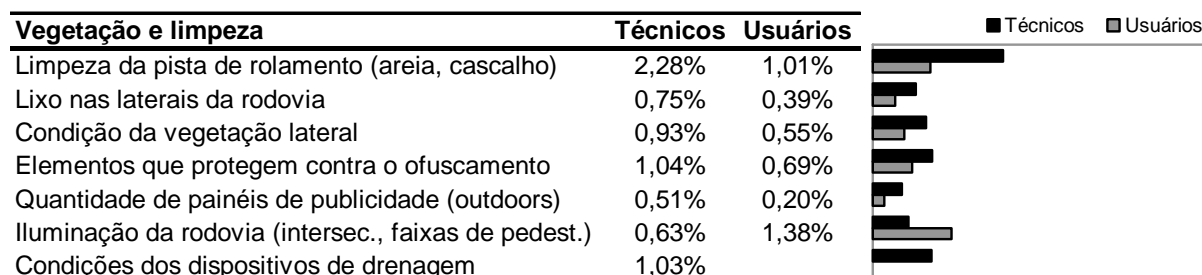 Vegetação e limpeza Técnicos Usuários Técnicos Usuários
Limpeza da pista de rolamento (areia, cascalho) 2,28% 1,01%
Lixo nas laterais da rodovia 0,75% 0,39%
Condição da vegetação lateral 0,93% 0,55%
Elementos que protegem contra o ofuscamento 1,04% 0,69%
Quantidade de painéis de publicidade (outdoors) 0,51% 0,20%
Iluminação da rodovia (intersec., faixas de pedest.) 0,63% 1,38%
Condições dos dispositivos de drenagem 1,03%